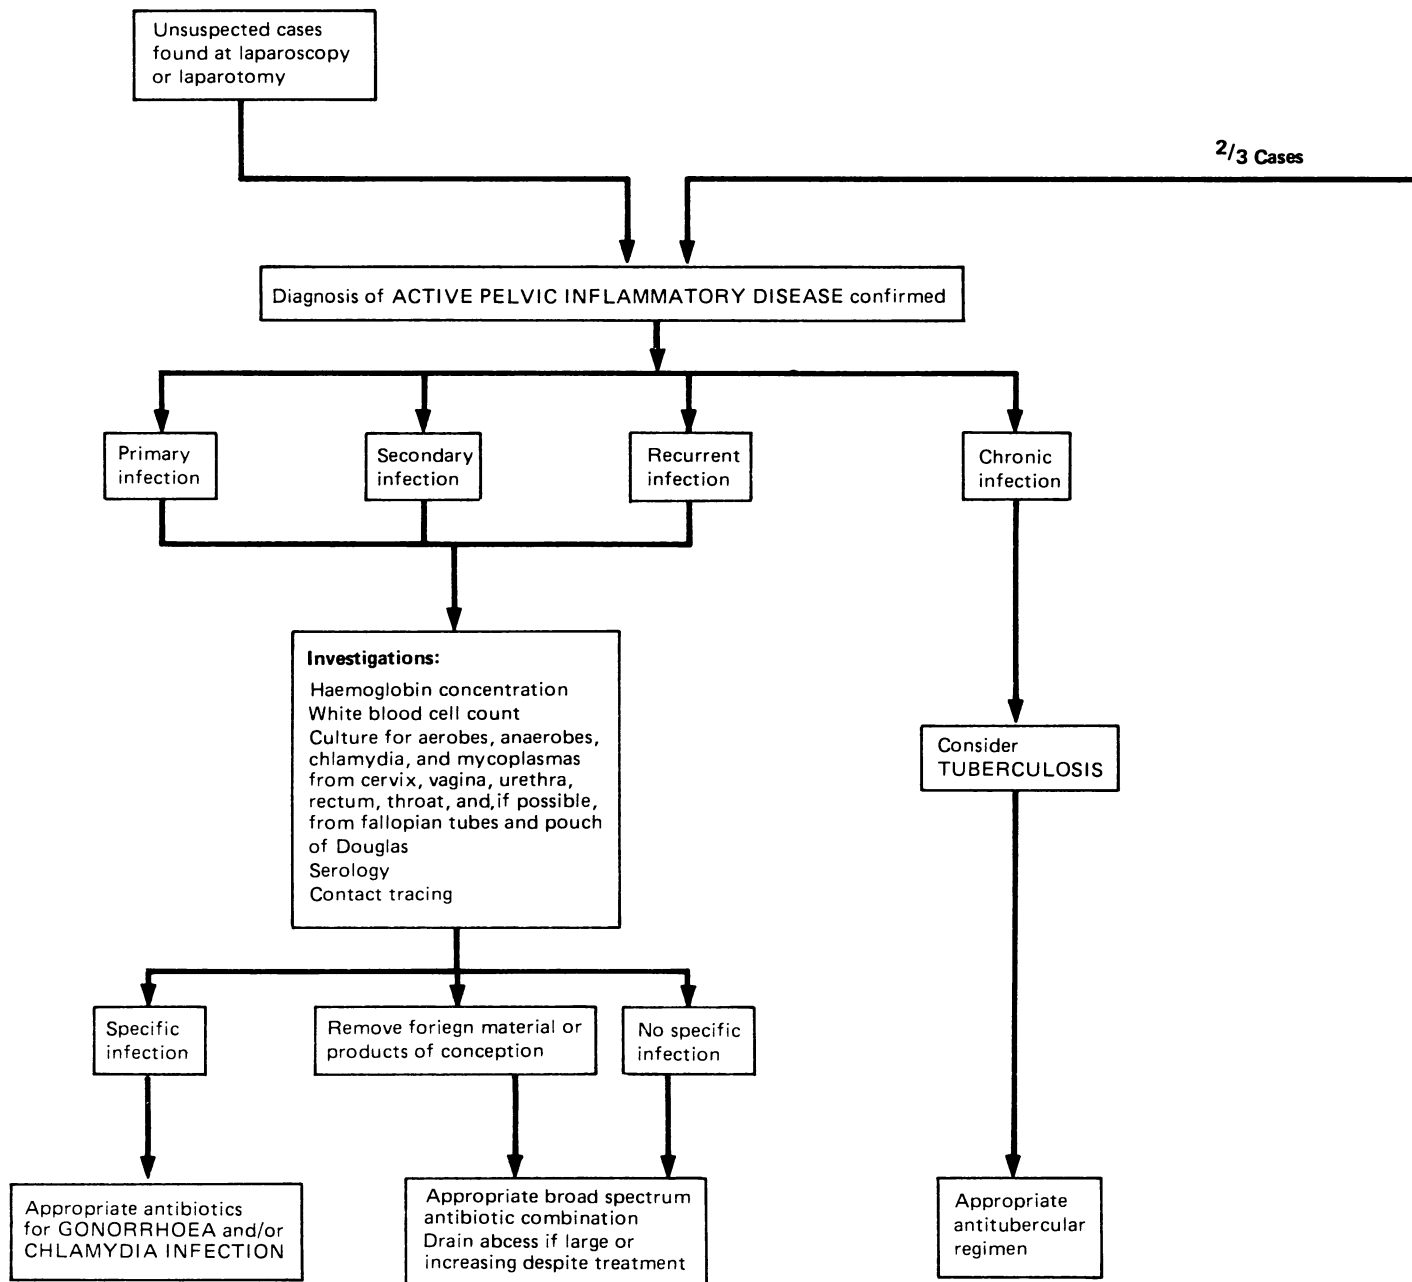 Unsuspected cases
found at laparoscopy
or laparotomy
2/3 Cases
Diagnosis of ACTIVE PELVIC INFLAMMATORY DISEASE confirmed
Primary
infection
Secondary
infection
Recurrent
infection
Chronic
infection
Investigations:
Haemoglobin concentration
White blood cell count
Culture for aerobes, anaerobes,
chlamydia, and mycoplasmas
from cervix, vagina, urethra,
rectum, throat, and,if possible,
from fallopian tubes and pouch
of Douglas
Serology
Contact tracing
Consider
TUBERCULOSIS
Specific
infection
Remove foriegn material or
products of conception
No specific
infection
Appropriate antibiotics
for GONORRHOEA and/or
CHLAMYDIA INFECTION
Appropriate broad spectrum
antibiotic combination
Drain abcess if large or
increasing despite treatment
Appropriate
antitubercular
regimen